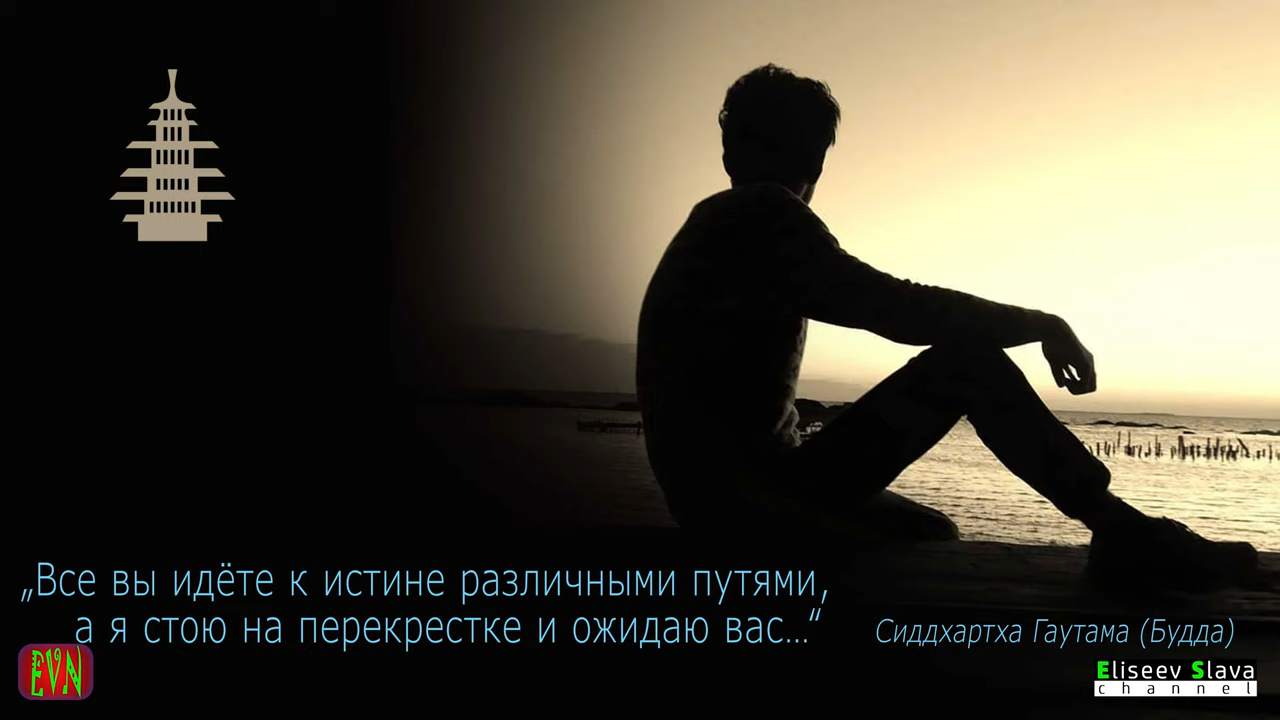 „Все вы идёте к истине различными путями,
а я стою на перекрестке и ожидаю вас...“
Сиддхартха Гаутама (Будда)
EVN
Eliseev Slava
channel